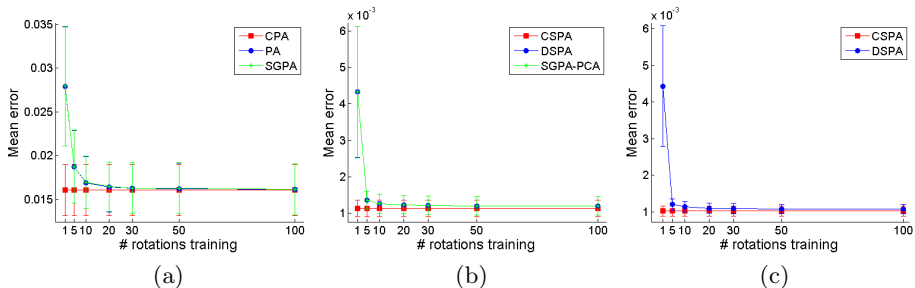 0.035
0.03
0.025
0.02
0.015
Mean error
CPA
PA
SGPA
1 5 10 20 30 50 100
# rotations training
(a)
x 10⁻³
6
5
4
3
2
1
Mean error
CSPA
DSPA
SGPA-PCA
1 5 10 20 30 50 100
# rotations training
(b)
x 10⁻³
6
5
4
3
2
1
Mean error
CSPA
DSPA
1 5 10 20 30 50 100
# rotations training
(c)